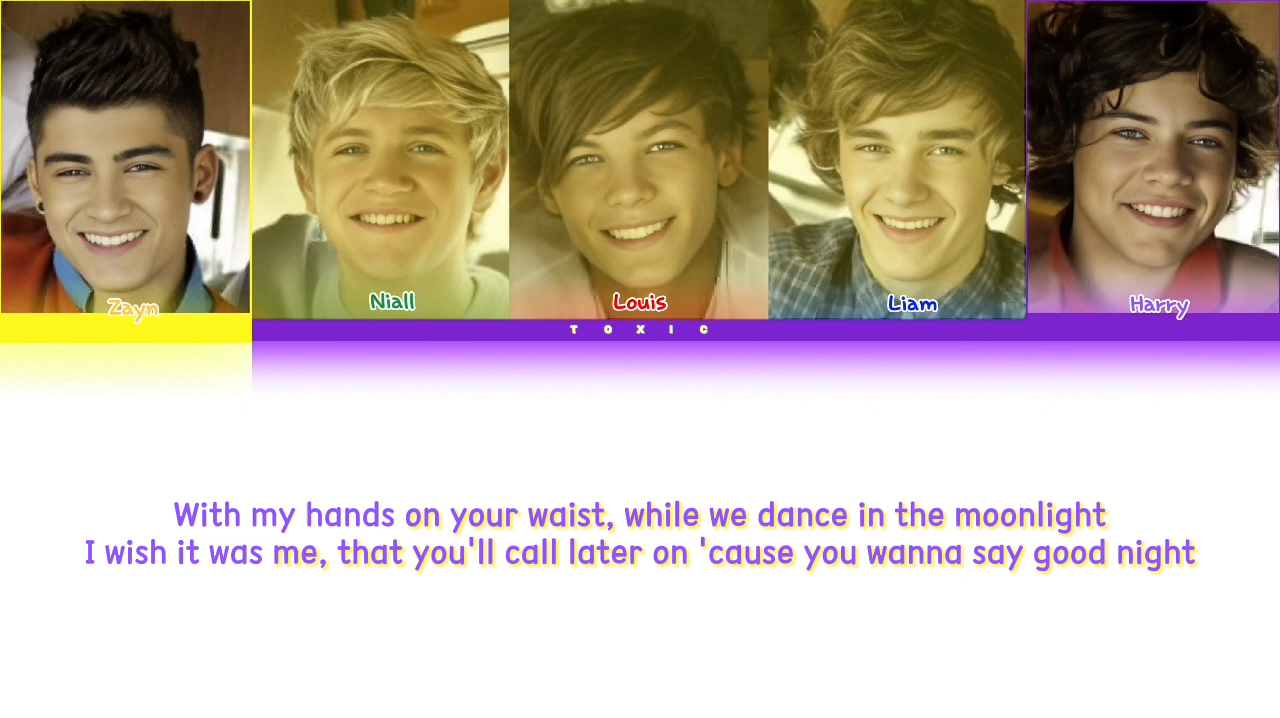 Zayn
Niall
Louis
Liam
Harry
TOXIC
With my hands on your waist, while we dance in the moonlight
I wish it was me, that you'll call later on 'cause you wanna say good night